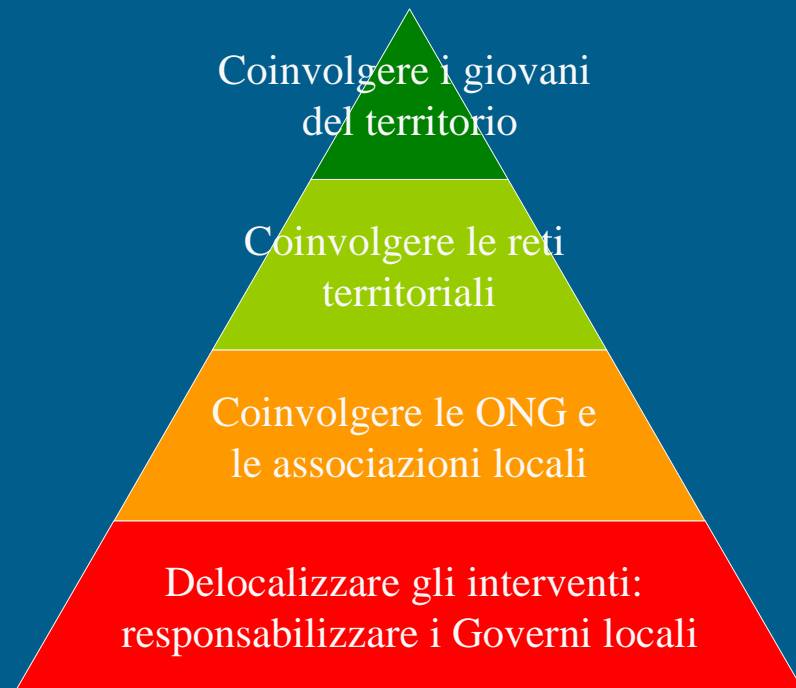 Coinvolgere i giovani
del territorio
Coinvolgere le reti
territoriali
Coinvolgere le ONG e
le associazioni locali
Delocalizzare gli interventi:
responsabilizzare i Governi locali